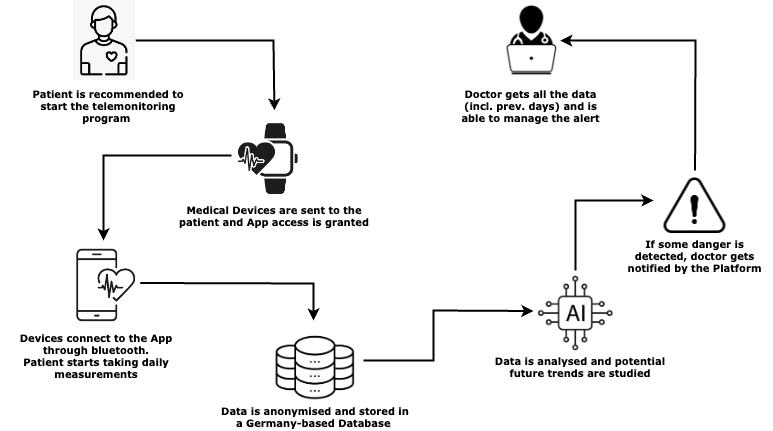 Patient is recommended to
start the telemonitoring
program
Medical Devices are sent to the
patient and App access is granted
Devices connect to the App
through bluetooth.
Patient starts taking daily
measurements
Data is anonymised and stored in
a Germany-based Database
AI
Data is analysed and potential
future trends are studied
If some danger is
detected, doctor gets
notified by the Platform
Doctor gets all the data
(incl. prev. days) and is
able to manage the alert